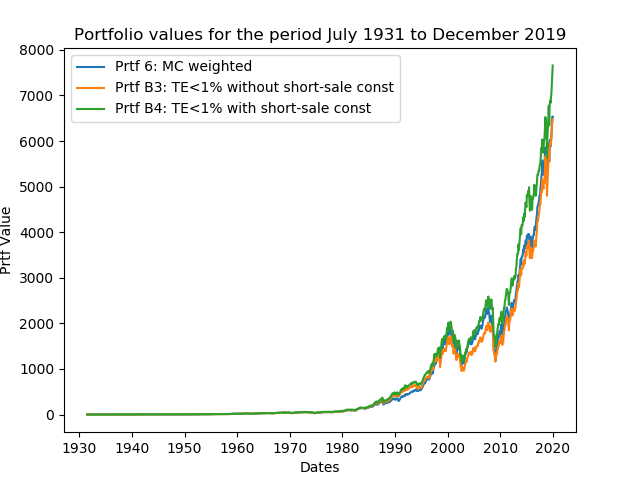 Portfolio values for the period July 1931 to December 2019
Prtf 6: MC weighted
Prtf B3: TE<1% without short-sale const
Prtf B4: TE<1% with short-sale const
8000
7000
6000
5000
4000
3000
2000
1000
0
Prtf Value
1930 1940 1950 1960 1970 1980 1990 2000 2010 2020
Dates